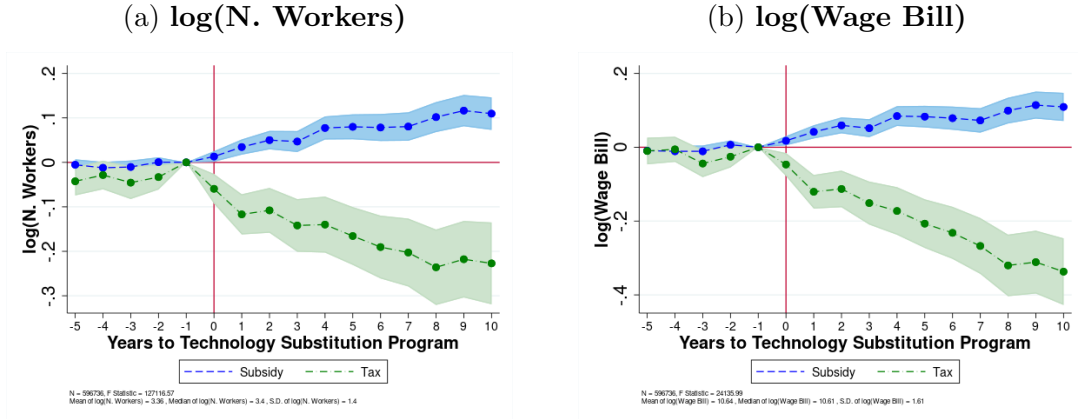 (a) log(N. Workers)
log(N. Workers)
.2
.1
0
-.1
-.2
-.3
-5 -4 -3 -2 -1 0 1 2 3 4 5 6 7 8 9 10
Years to Technology Substitution Program
Subsidy Tax
N = 596736, F Statistic = 127116.57
Mean of log(N. Workers) = 3.36 , Median of log(N. Workers) = 3.4 , S.D. of log(N. Workers) = 1.4
(b) log(Wage Bill)
log(Wage Bill)
.2
0
-.2
-.4
-5 -4 -3 -2 -1 0 1 2 3 4 5 6 7 8 9 10
Years to Technology Substitution Program
Subsidy Tax
N = 596736, F Statistic = 24135.99
Mean of log(Wage Bill) = 10.64 , Median of log(Wage Bill) = 10.61 , S.D. of log(Wage Bill) = 1.61